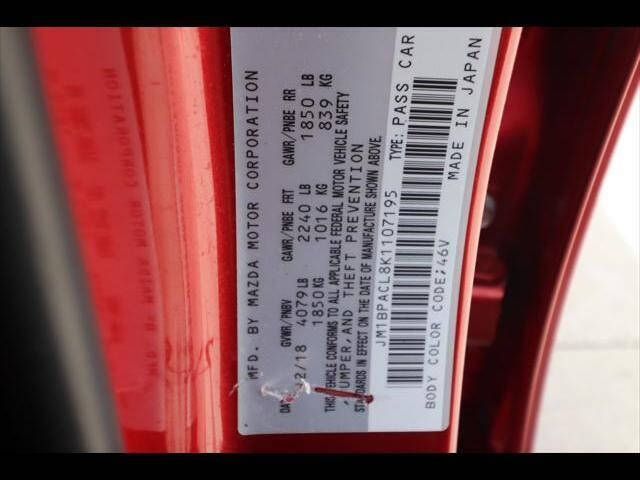 MFD. BY MAZDA MOTOR CORPORATION
DATE 12/18 GVWR/PNBV GAWR/PNBE FRT GAWR/PNBE RR
4079 LB 2240 LB 1850 LB
1850 KG 1016 KG 839 KG
THIS VEHICLE CONFORMS TO ALL APPLICABLE FEDERAL MOTOR VEHICLE SAFETY
BUMPER, AND THEFT PREVENTION
STANDARDS IN EFFECT ON THE DATE OF MANUFACTURE SHOWN ABOVE.
JM1BPACL8K1107195 TYPE: PASS CAR
BODY COLOR CODE;46V MADE IN JAPAN